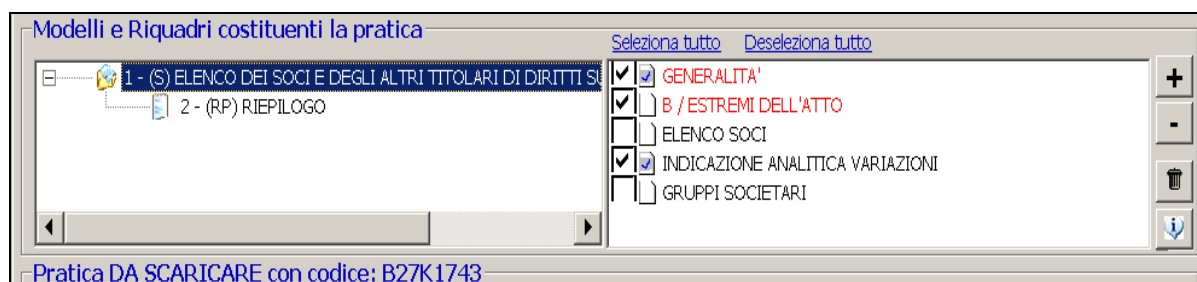 Modelli e Riquadri costituenti la pratica
Seleziona tutto Deseleziona tutto
1 - (S) ELENCO DEI SOCI E DEGLI ALTRI TITOLARI DI DIRITTI SU
2 - (RP) RIEPILOGO
GENERALITA'
B / ESTREMI DELL'ATTO
ELENCO SOCI
INDICAZIONE ANALITICA VARIAZIONI
GRUPPI SOCIETARI
+
-
Pratica DA SCARICARE con codice: B27K1743